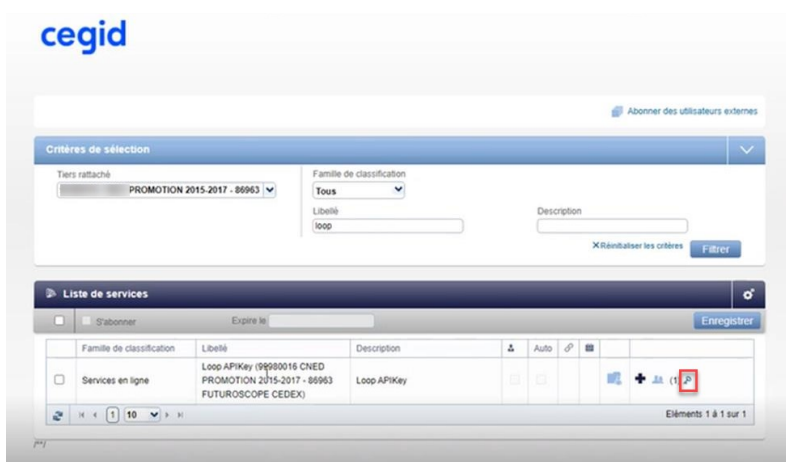 cegid
Abonner des utilisateurs externes
Critères de sélection
Tiers rattaché
Famille de classification
PROMOTION 2015-2017 - 86963
Tous
Libellé
Description
loop
Réinitialiser les critères
Filtrer
Liste de services
S'abonner
Expire le
Enregistrer
Famille de classification
Libellé
Description
Auto
Loop APIKey (99980016 CNED
PROMOTION 2015-2017 - 86963
FUTUROSCOPE CEDEX)
Services en ligne
Loop APIKey
(1)
1
10
Eléments 1 à 1 sur 1
/**/